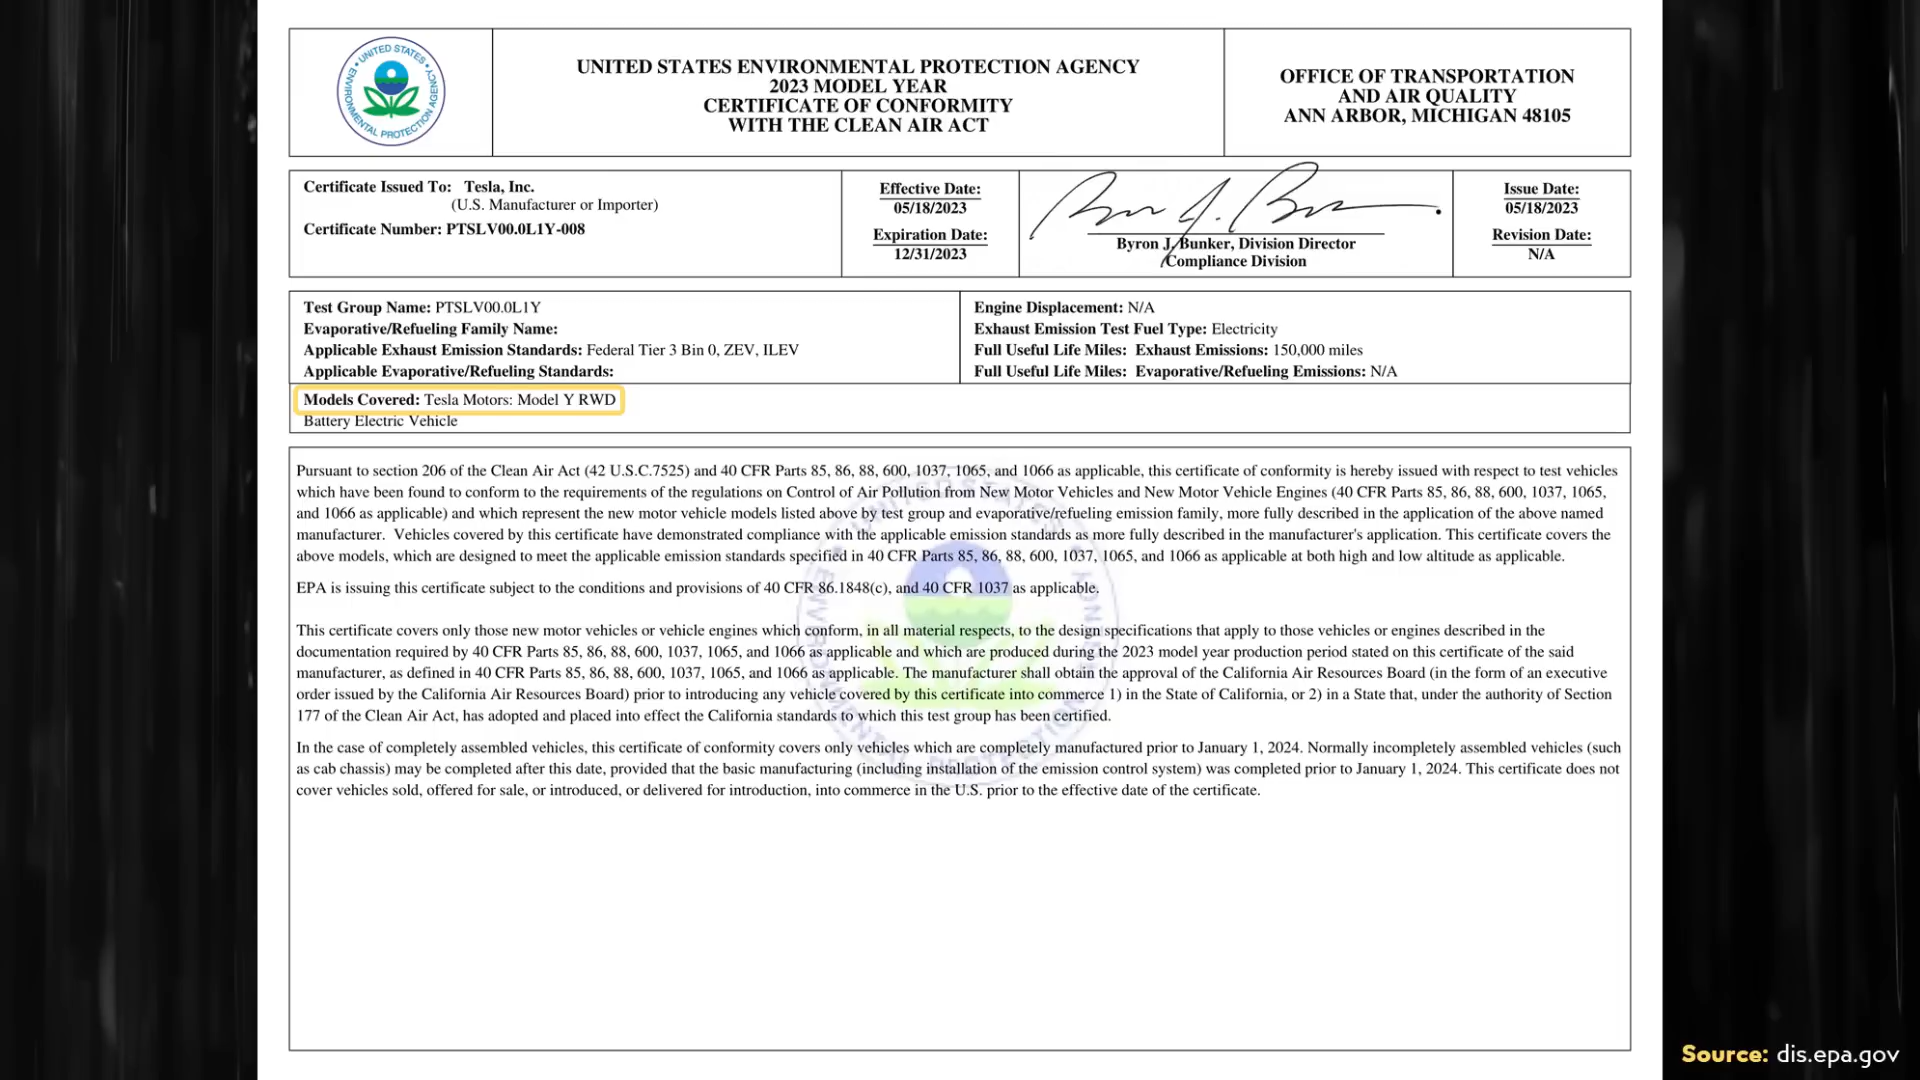 UNITED STATES • ENVIRONMENTAL PROTECTION AGENCY •
UNITED STATES ENVIRONMENTAL PROTECTION AGENCY
2023 MODEL YEAR
CERTIFICATE OF CONFORMITY
WITH THE CLEAN AIR ACT
OFFICE OF TRANSPORTATION
AND AIR QUALITY
ANN ARBOR, MICHIGAN 48105
Certificate Issued To: Tesla, Inc.
(U.S. Manufacturer or Importer)
Certificate Number: PTSLV00.0L1Y-008
Effective Date:
05/18/2023
Expiration Date:
12/31/2023
Byron J. Bunker, Division Director
Compliance Division
Issue Date:
05/18/2023
Revision Date:
N/A
Test Group Name: PTSLV00.0L1Y
Evaporative/Refueling Family Name:
Applicable Exhaust Emission Standards: Federal Tier 3 Bin 0, ZEV, ILEV
Applicable Evaporative/Refueling Standards:
Engine Displacement: N/A
Exhaust Emission Test Fuel Type: Electricity
Full Useful Life Miles: Exhaust Emissions: 150,000 miles
Full Useful Life Miles: Evaporative/Refueling Emissions: N/A
Models Covered: Tesla Motors: Model Y RWD
Battery Electric Vehicle
Pursuant to section 206 of the Clean Air Act (42 U.S.C.7525) and 40 CFR Parts 85, 86, 88, 600, 1037, 1065, and 1066 as applicable, this certificate of conformity is hereby issued with respect to test vehicles
which have been found to conform to the requirements of the regulations on Control of Air Pollution from New Motor Vehicles and New Motor Vehicle Engines (40 CFR Parts 85, 86, 88, 600, 1037, 1065,
and 1066 as applicable) and which represent the new motor vehicle models listed above by test group and evaporative/refueling emission family, more fully described in the application of the above named
manufacturer. Vehicles covered by this certificate have demonstrated compliance with the applicable emission standards as more fully described in the manufacturer's application. This certificate covers the
above models, which are designed to meet the applicable emission standards specified in 40 CFR Parts 85, 86, 88, 600, 1037, 1065, and 1066 as applicable at both high and low altitude as applicable.
EPA is issuing this certificate subject to the conditions and provisions of 40 CFR 86.1848(c), and 40 CFR 1037 as applicable.
This certificate covers only those new motor vehicles or vehicle engines which conform, in all material respects, to the design specifications that apply to those vehicles or engines described in the
documentation required by 40 CFR Parts 85, 86, 88, 600, 1037, 1065, and 1066 as applicable and which are produced during the 2023 model year production period stated on this certificate of the said
manufacturer, as defined in 40 CFR Parts 85, 86, 88, 600, 1037, 1065, and 1066 as applicable. The manufacturer shall obtain the approval of the California Air Resources Board (in the form of an executive
order issued by the California Air Resources Board) prior to introducing any vehicle covered by this certificate into commerce 1) in the State of California, or 2) in a State that, under the authority of Section
177 of the Clean Air Act, has adopted and placed into effect the California standards to which this test group has been certified.
In the case of completely assembled vehicles, this certificate of conformity covers only vehicles which are completely manufactured prior to January 1, 2024. Normally incompletely assembled vehicles (such
as cab chassis) may be completed after this date, provided that the basic manufacturing (including installation of the emission control system) was completed prior to January 1, 2024. This certificate does not
cover vehicles sold, offered for sale, or introduced, or delivered for introduction, into commerce in the U.S. prior to the effective date of the certificate.
UNITED STATES • ENVIRONMENTAL PROTECTION AGENCY •
Source: dis.epa.gov